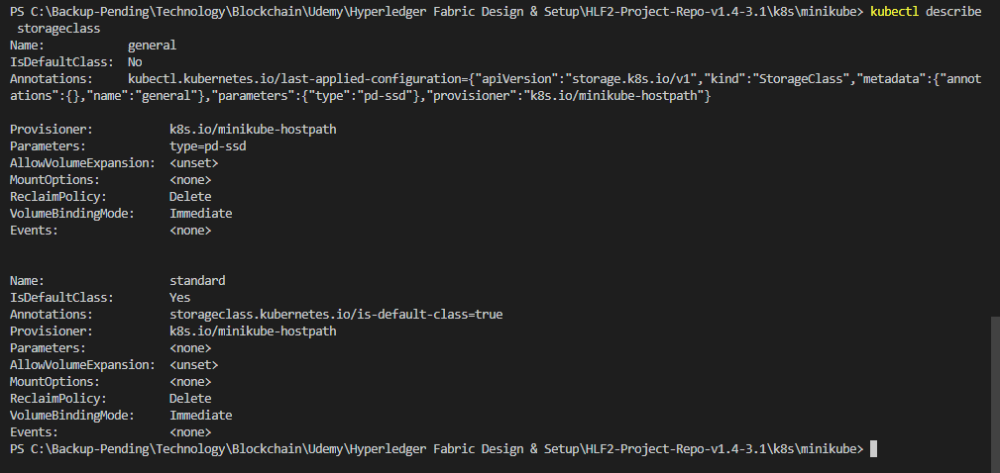 PS C:\Backup-Pending\Technology\Blockchain\Udemy\Hyperledger Fabric Design & Setup\HLF2-Project-Repo-v1.4-3.1\k8s\minikube> kubectl describe
 storageclass
Name:            general
IsDefaultClass:  No
Annotations:     kubectl.kubernetes.io/last-applied-configuration={"apiVersion":"storage.k8s.io/v1","kind":"StorageClass","metadata":{"annot
ations":{},"name":"general"},"parameters":{"type":"pd-ssd"},"provisioner":"k8s.io/minikube-hostpath"}

Provisioner:           k8s.io/minikube-hostpath
Parameters:            type=pd-ssd
AllowVolumeExpansion:  <unset>
MountOptions:          <none>
ReclaimPolicy:         Delete
VolumeBindingMode:     Immediate
Events:                <none>


Name:                  standard
IsDefaultClass:        Yes
Annotations:           storageclass.kubernetes.io/is-default-class=true
Provisioner:           k8s.io/minikube-hostpath
Parameters:            <none>
AllowVolumeExpansion:  <unset>
MountOptions:          <none>
ReclaimPolicy:         Delete
VolumeBindingMode:     Immediate
Events:                <none>
PS C:\Backup-Pending\Technology\Blockchain\Udemy\Hyperledger Fabric Design & Setup\HLF2-Project-Repo-v1.4-3.1\k8s\minikube>